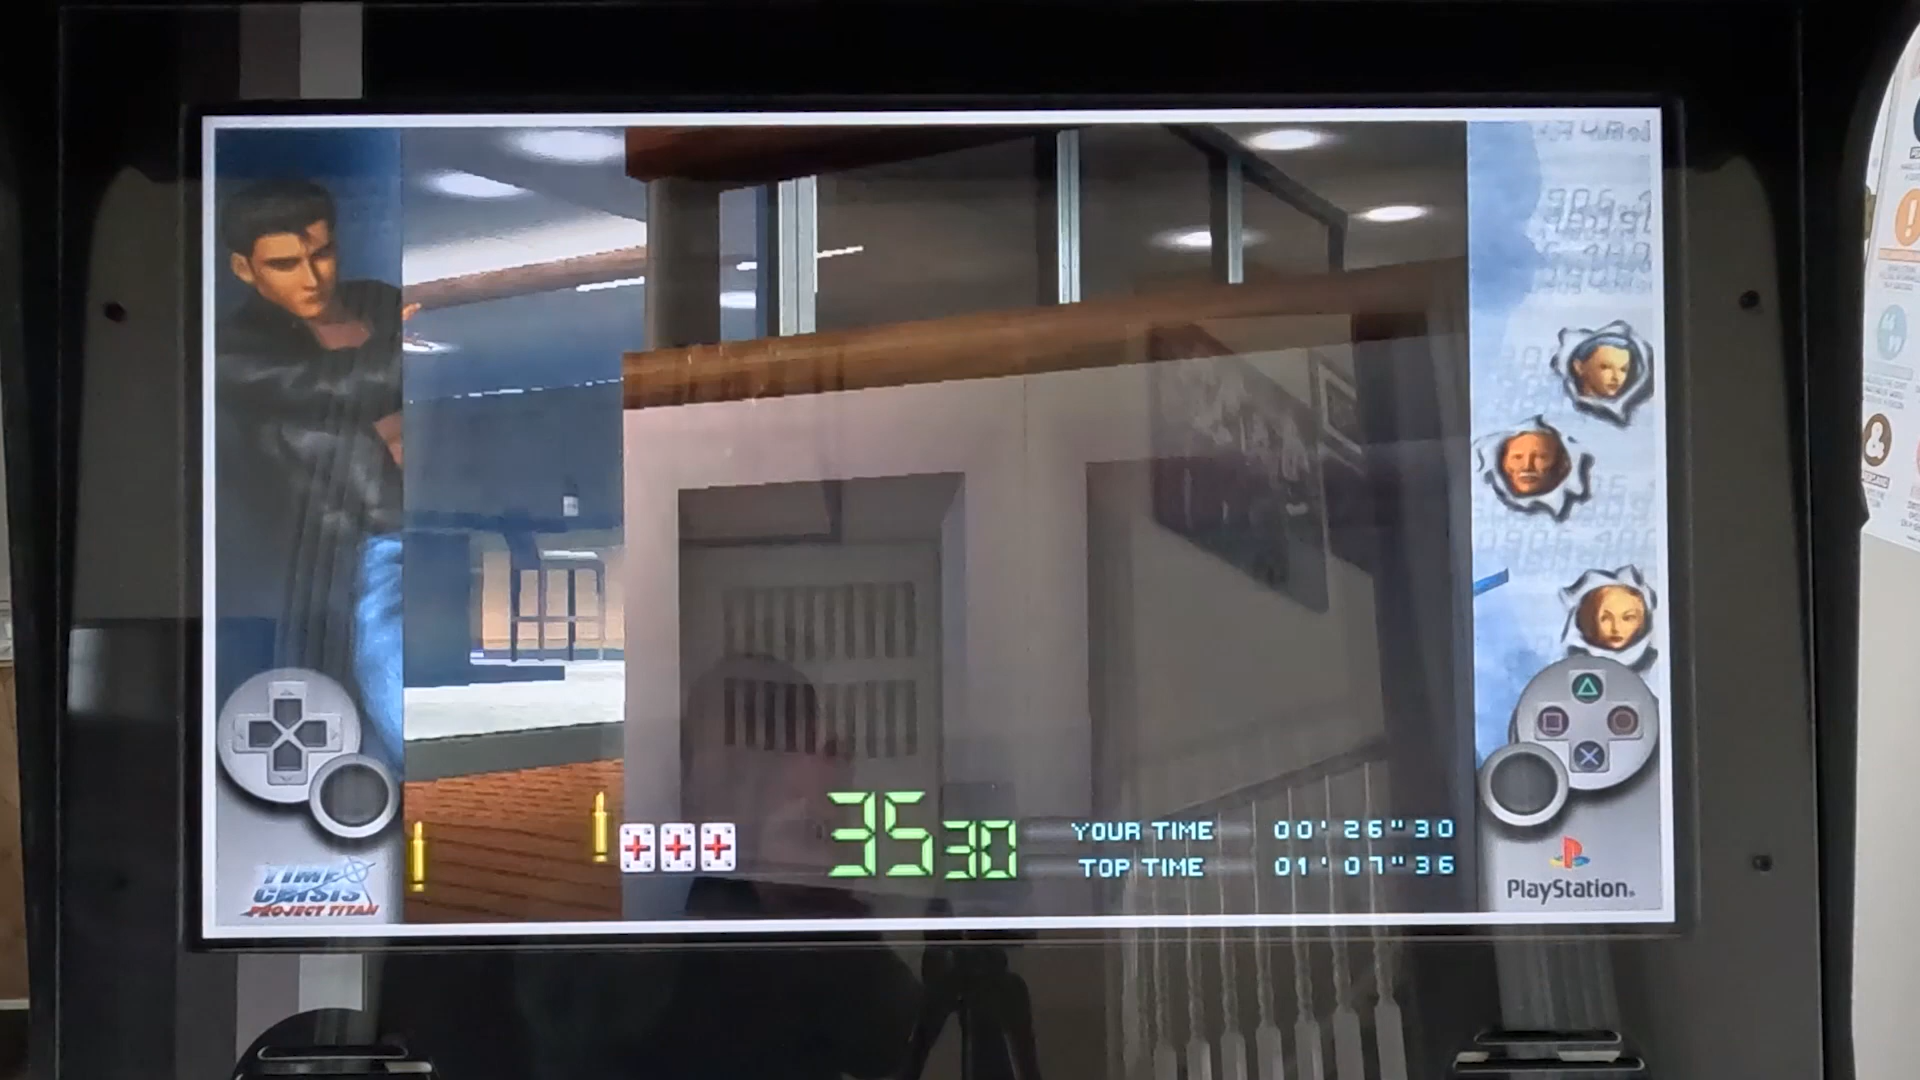 35 30
YOUR TIME 00'26"30
TOP TIME 01'07"36
TIME
CRISIS
PROJECT TITAN
PlayStation